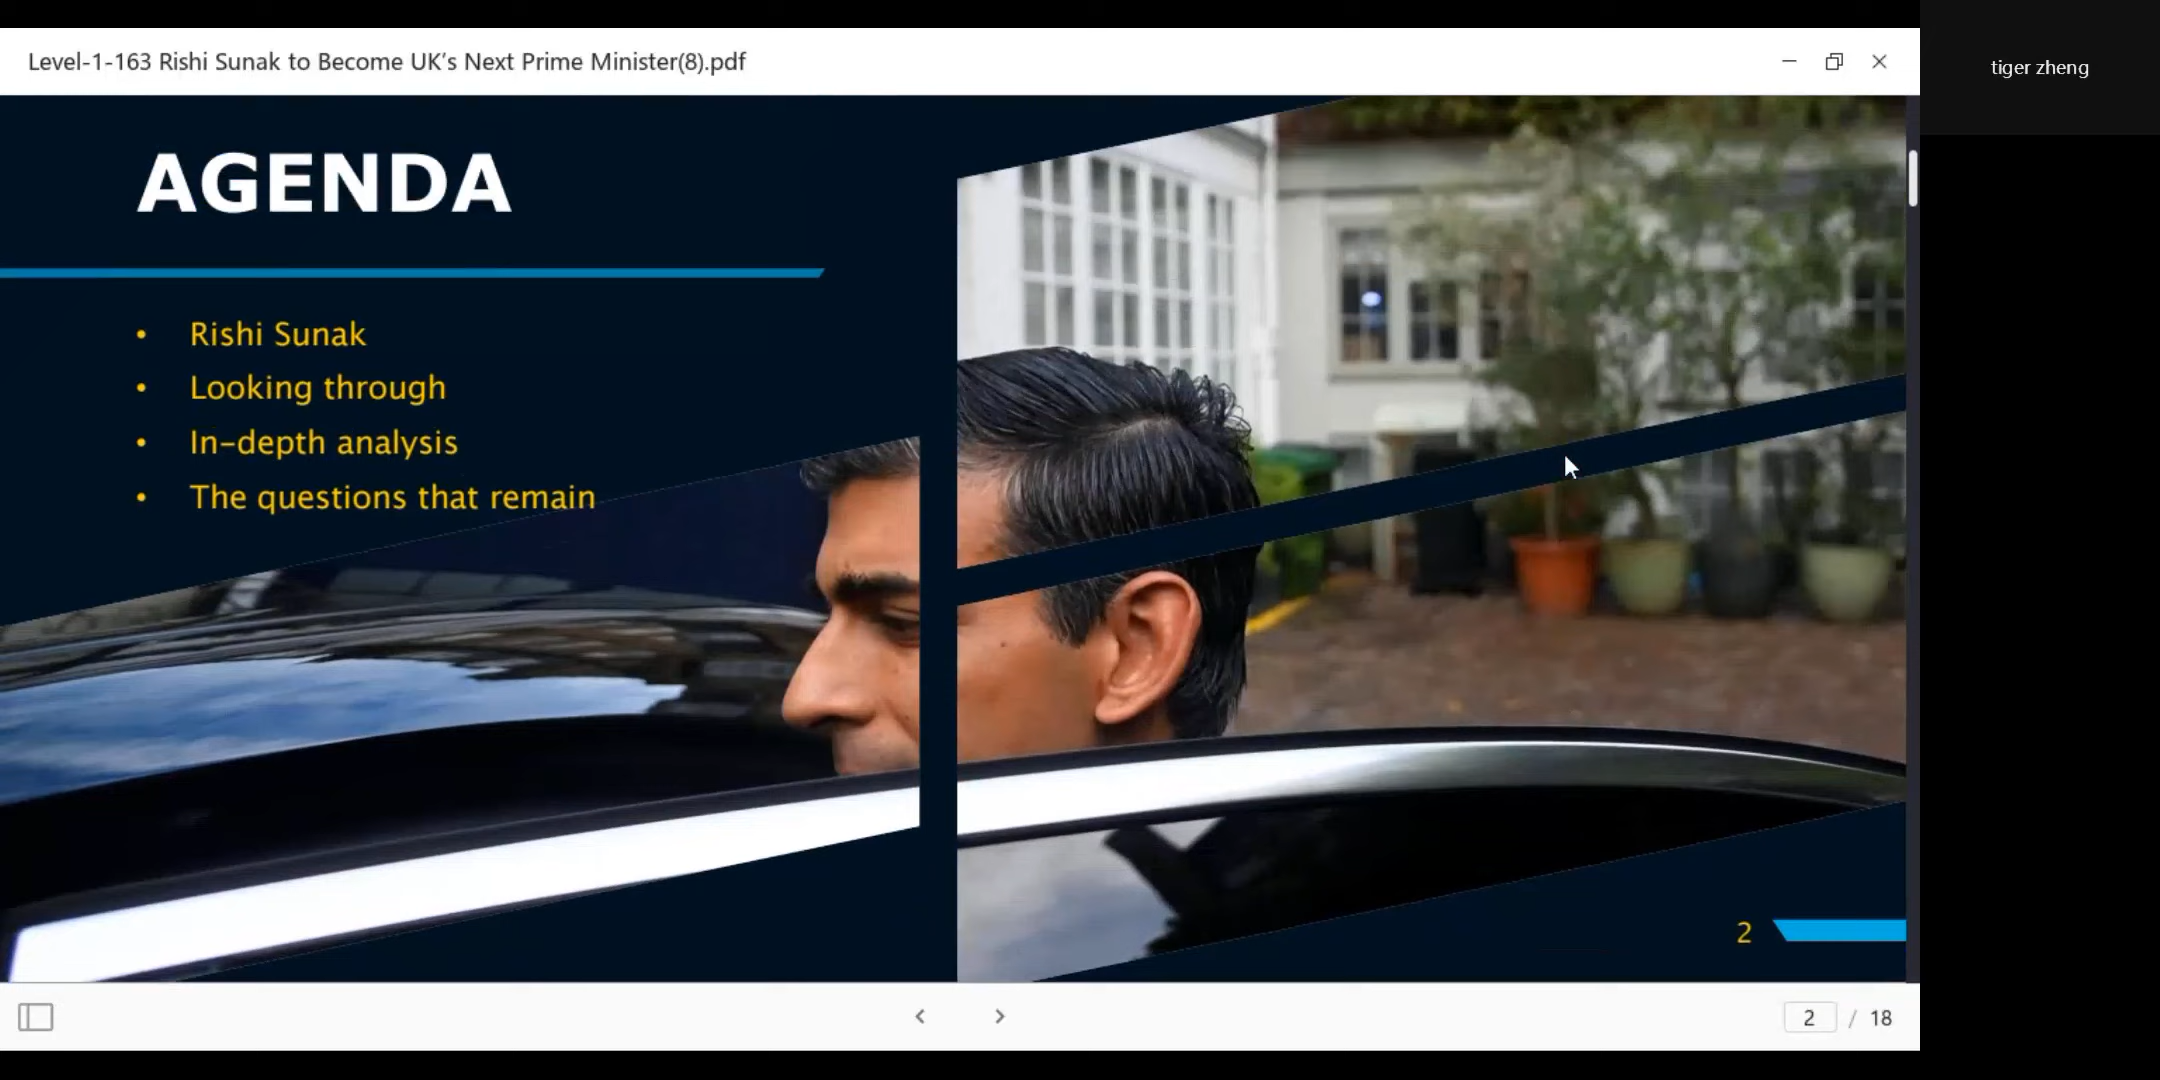 Level-1-163 Rishi Sunak to Become UK's Next Prime Minister(8).pdf
tiger zheng
AGENDA
• Rishi Sunak
• Looking through
• In-depth analysis
• The questions that remain
2
2 / 18